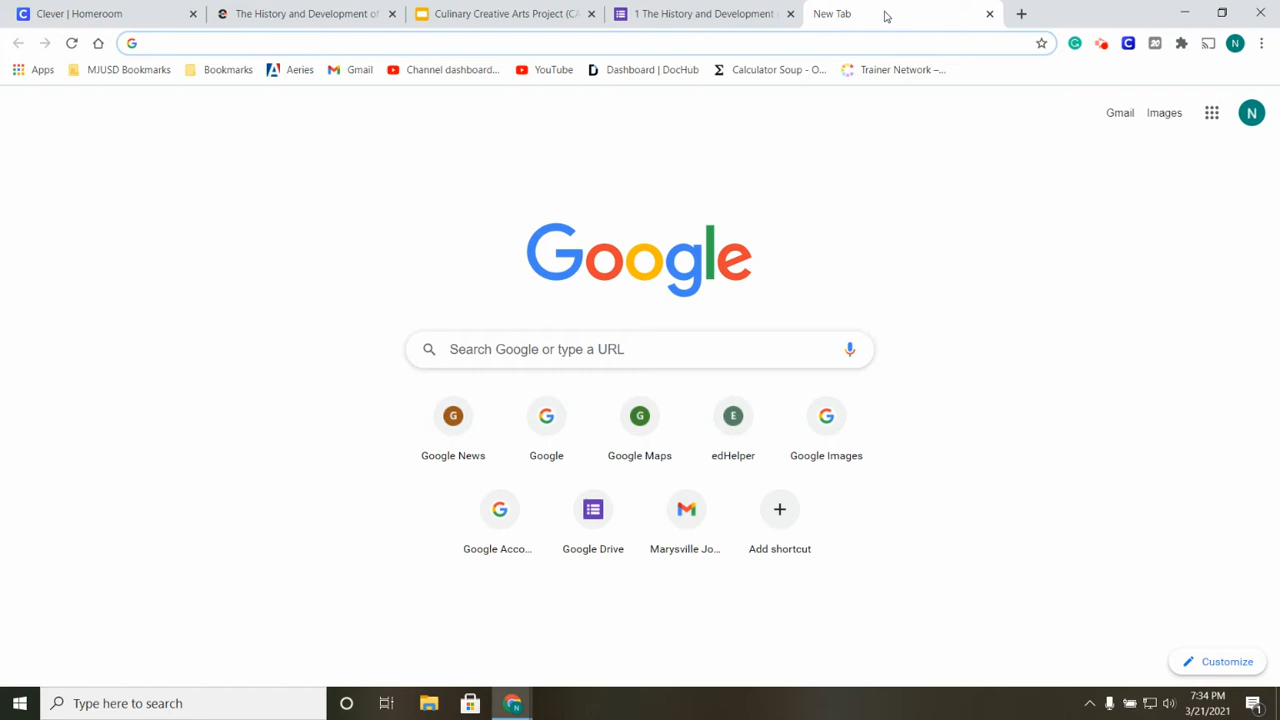 Clever | Homeroom
The History and Development of
Culinary Creative Arts Project (CA
1 The History and Development
New Tab
Apps
MJUSD Bookmarks
Bookmarks
Aeries
Gmail
Channel dashboard...
YouTube
Dashboard | DocHub
Calculator Soup - O...
Trainer Network –...
Gmail
Images
N
Google
Search Google or type a URL
G
G
E
Google News
Google
Google Maps
edHelper
Google Images
Google Acco...
Google Drive
Marysville Jo...
Add shortcut
Customize
Type here to search
7:34 PM
3/21/2021